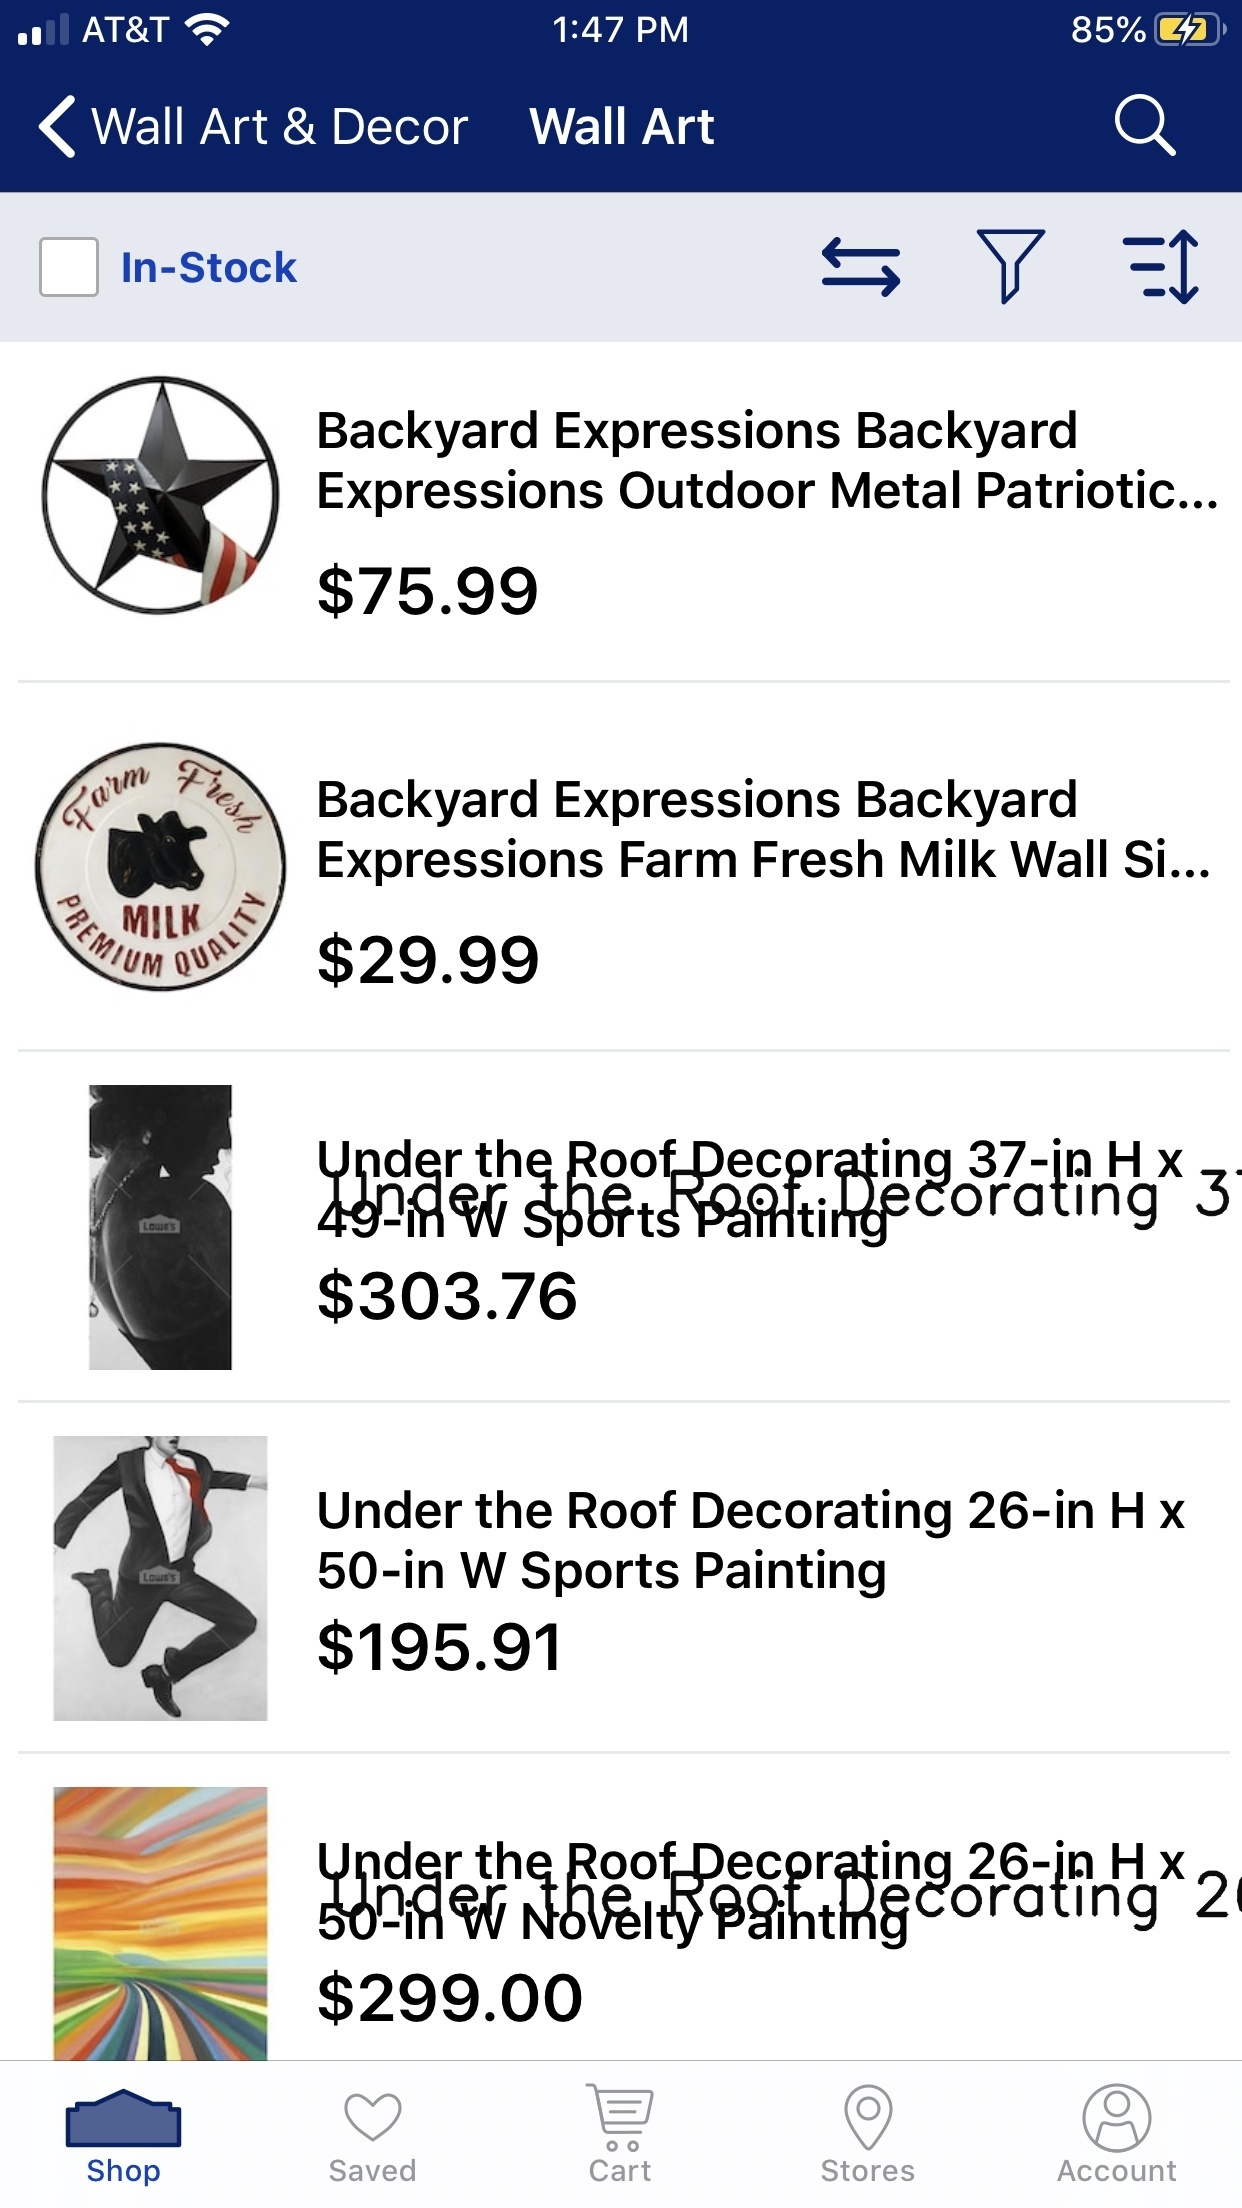 AT&T 1:47 PM 85%
Wall Art & Decor Wall Art
In-Stock
Backyard Expressions Backyard
Expressions Outdoor Metal Patriotic...
$75.99
Farm Fresh
MILK
PREMIUM QUALITY
Backyard Expressions Backyard
Expressions Farm Fresh Milk Wall Si...
$29.99
LOWE'S
Under the Roof Decorating 37-in H x
Under the Roof Decorating 3
49-in W Sports Painting
$303.76
LOWE'S
Under the Roof Decorating 26-in H x
50-in W Sports Painting
$195.91
Under the Roof Decorating 26-in H x
Under the Roof Decorating 2
50-in W Novelty Painting
$299.00
Shop Saved Cart Stores Account